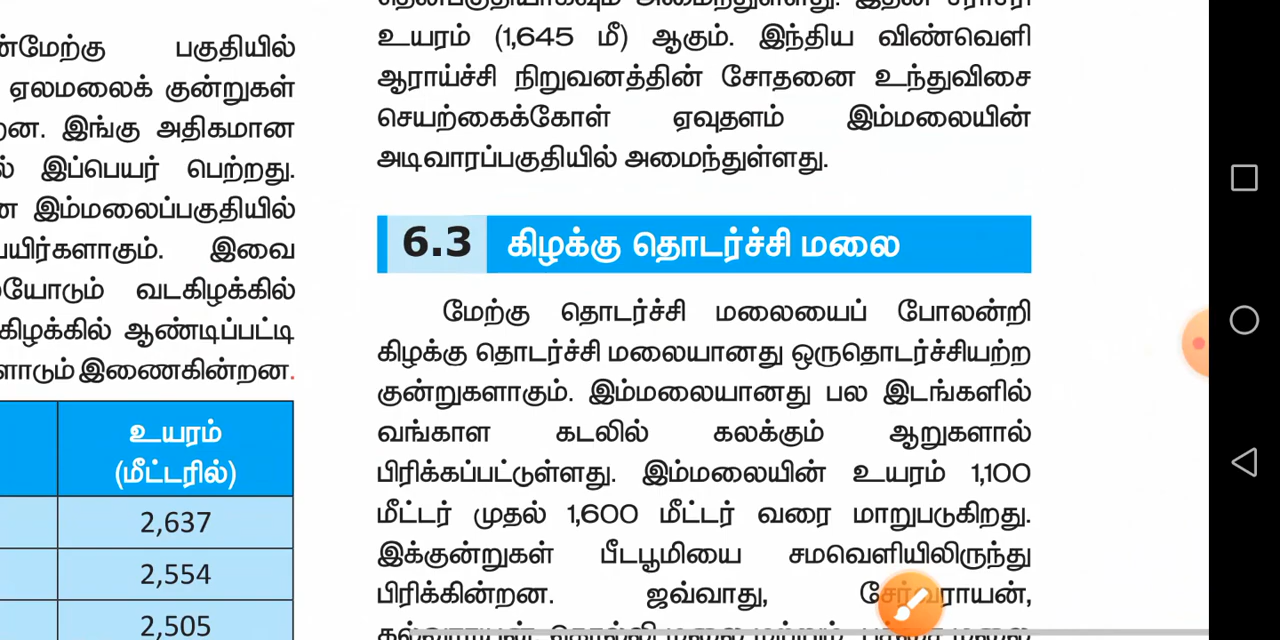 பகுதியில்
ஏலமலைக் குன்றுகள்
இங்கு அதிகமான
இப்பெயர் பெற்றது.
இம்மலைப்பகுதியில்
இவை
வடகிழக்கில்
ஆண்டிப்பட்டி
இணைகின்றன.
உயரம்
(மீட்டரில்)
2,637
2,554
2,505
உயரம் (1,645 மீ) ஆகும். இந்திய விண்வெளி
ஆராய்ச்சி நிறுவனத்தின் சோதனை உந்துவிசை
செயற்கைக்கோள் ஏவுதளம் இம்மலையின்
அடிவாரப்பகுதியில் அமைந்துள்ளது.
6.3 கிழக்கு தொடர்ச்சி மலை
மேற்கு தொடர்ச்சி மலையைப் போலன்றி
கிழக்கு தொடர்ச்சி மலையானது ஒருதொடர்ச்சியற்ற
குன்றுகளாகும். இம்மலையானது பல இடங்களில்
வங்காள கடலில் கலக்கும் ஆறுகளால்
பிரிக்கப்பட்டுள்ளது. இம்மலையின் உயரம் 1,100
மீட்டர் முதல் 1,600 மீட்டர் வரை மாறுபடுகிறது.
இக்குன்றுகள் பீடபூமியை சமவெளியிலிருந்து
பிரிக்கின்றன. ஜவ்வாது, சேர்வராயன்,